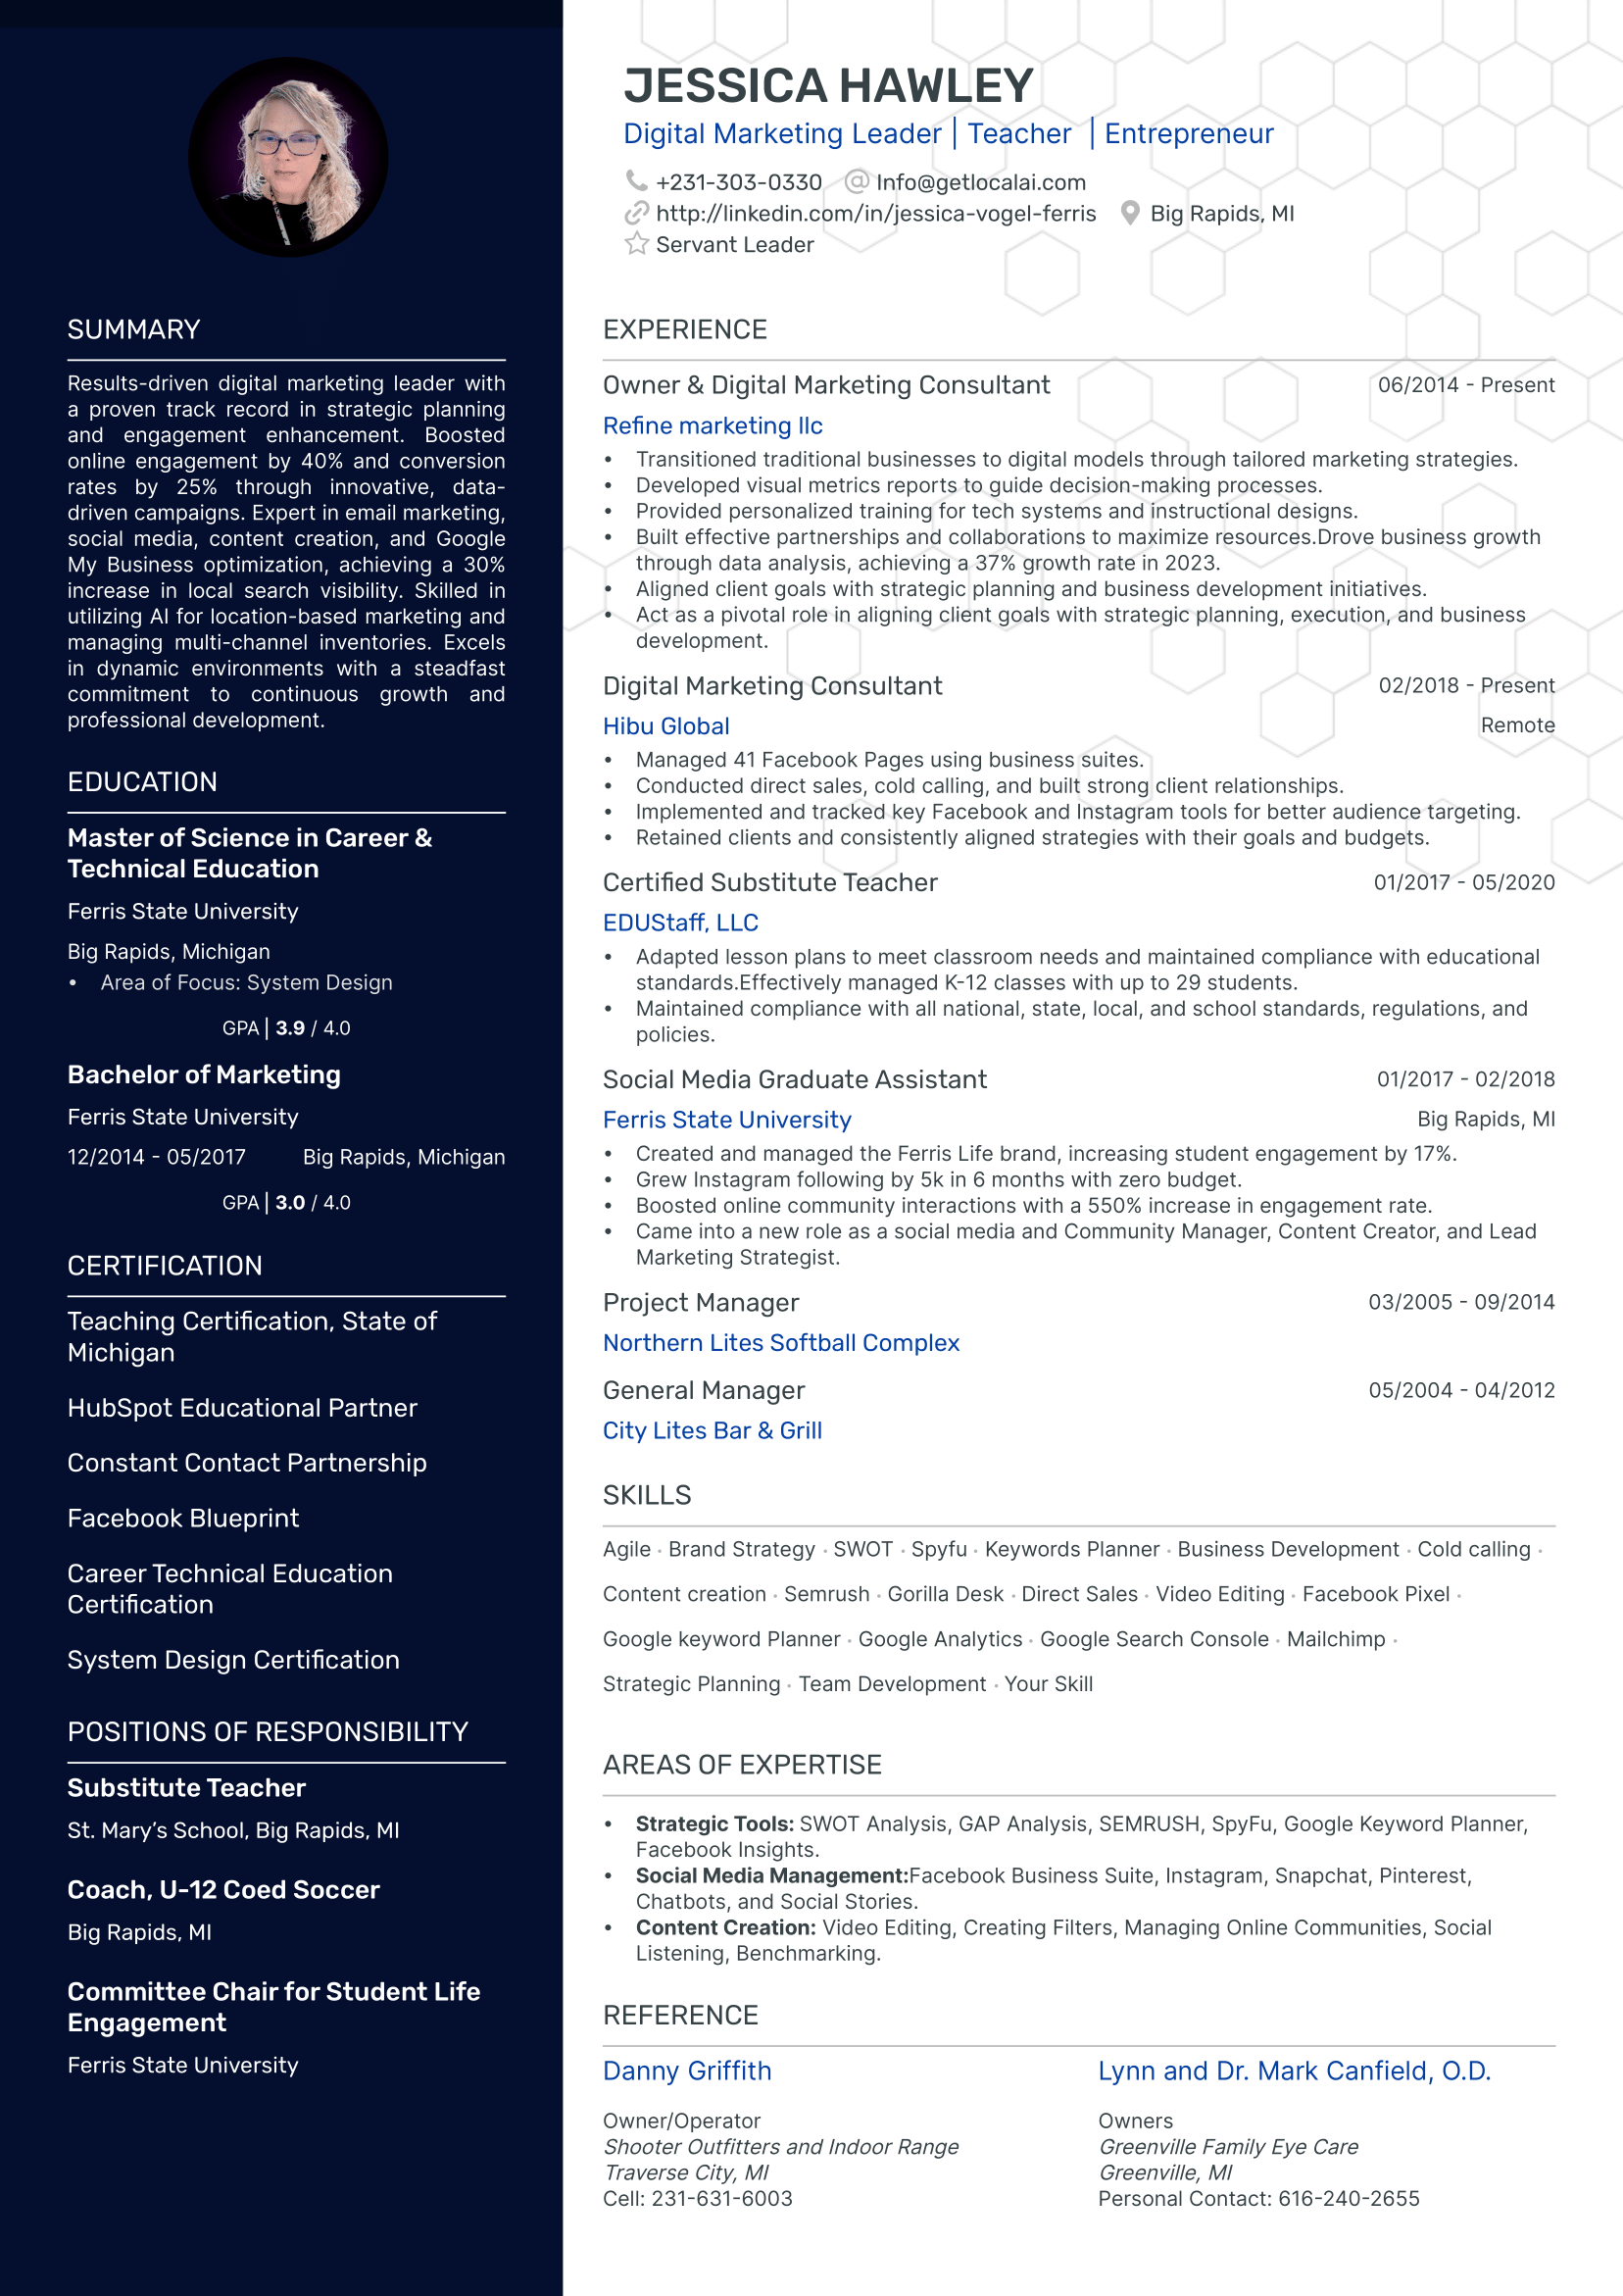 JESSICA HAWLEY
Digital Marketing Leader | Teacher | Entrepreneur
+231-303-0330 Info@getlocalai.com
http://linkedin.com/in/jessica-vogel-ferris Big Rapids, MI
Servant Leader
SUMMARY
Results-driven digital marketing leader with
a proven track record in strategic planning
and engagement enhancement. Boosted
online engagement by 40% and conversion
rates by 25% through innovative, data-
driven campaigns. Expert in email marketing,
social media, content creation, and Google
My Business optimization, achieving a 30%
increase in local search visibility. Skilled in
utilizing AI for location-based marketing and
managing multi-channel inventories. Excels
in dynamic environments with a steadfast
commitment to continuous growth and
professional development.
EDUCATION
Master of Science in Career &
Technical Education
Ferris State University
Big Rapids, Michigan
• Area of Focus: System Design
GPA | 3.9 / 4.0
Bachelor of Marketing
Ferris State University
12/2014 - 05/2017 Big Rapids, Michigan
GPA | 3.0 / 4.0
CERTIFICATION
Teaching Certification, State of
Michigan
HubSpot Educational Partner
Constant Contact Partnership
Facebook Blueprint
Career Technical Education
Certification
System Design Certification
POSITIONS OF RESPONSIBILITY
Substitute Teacher
St. Mary's School, Big Rapids, MI
Coach, U-12 Coed Soccer
Big Rapids, MI
Committee Chair for Student Life
Engagement
Ferris State University
EXPERIENCE
Owner & Digital Marketing Consultant 06/2014 - Present
Refine marketing llc
• Transitioned traditional businesses to digital models through tailored marketing strategies.
• Developed visual metrics reports to guide decision-making processes.
• Provided personalized training for tech systems and instructional designs.
• Built effective partnerships and collaborations to maximize resources.Drove business growth
through data analysis, achieving a 37% growth rate in 2023.
• Aligned client goals with strategic planning and business development initiatives.
• Act as a pivotal role in aligning client goals with strategic planning, execution, and business
development.
Digital Marketing Consultant 02/2018 - Present
Hibu Global Remote
• Managed 41 Facebook Pages using business suites.
• Conducted direct sales, cold calling, and built strong client relationships.
• Implemented and tracked key Facebook and Instagram tools for better audience targeting.
• Retained clients and consistently aligned strategies with their goals and budgets.
Certified Substitute Teacher 01/2017 - 05/2020
EDUStaff, LLC
• Adapted lesson plans to meet classroom needs and maintained compliance with educational
standards.Effectively managed K-12 classes with up to 29 students.
• Maintained compliance with all national, state, local, and school standards, regulations, and
policies.
Social Media Graduate Assistant 01/2017 - 02/2018
Ferris State University Big Rapids, MI
• Created and managed the Ferris Life brand, increasing student engagement by 17%.
• Grew Instagram following by 5k in 6 months with zero budget.
• Boosted online community interactions with a 550% increase in engagement rate.
• Came into a new role as a social media and Community Manager, Content Creator, and Lead
Marketing Strategist.
Project Manager 03/2005 - 09/2014
Northern Lites Softball Complex
General Manager 05/2004 - 04/2012
City Lites Bar & Grill
SKILLS
Agile · Brand Strategy · SWOT · Spyfu · Keywords Planner · Business Development · Cold calling ·
Content creation · Semrush · Gorilla Desk · Direct Sales · Video Editing · Facebook Pixel ·
Google keyword Planner · Google Analytics · Google Search Console · Mailchimp ·
Strategic Planning · Team Development · Your Skill
AREAS OF EXPERTISE
• Strategic Tools: SWOT Analysis, GAP Analysis, SEMRUSH, SpyFu, Google Keyword Planner,
Facebook Insights.
• Social Media Management:Facebook Business Suite, Instagram, Snapchat, Pinterest,
Chatbots, and Social Stories.
• Content Creation: Video Editing, Creating Filters, Managing Online Communities, Social
Listening, Benchmarking.
REFERENCE
Danny Griffith
Owner/Operator
Shooter Outfitters and Indoor Range
Traverse City, MI
Cell: 231-631-6003
Lynn and Dr. Mark Canfield, O.D.
Owners
Greenville Family Eye Care
Greenville, MI
Personal Contact: 616-240-2655